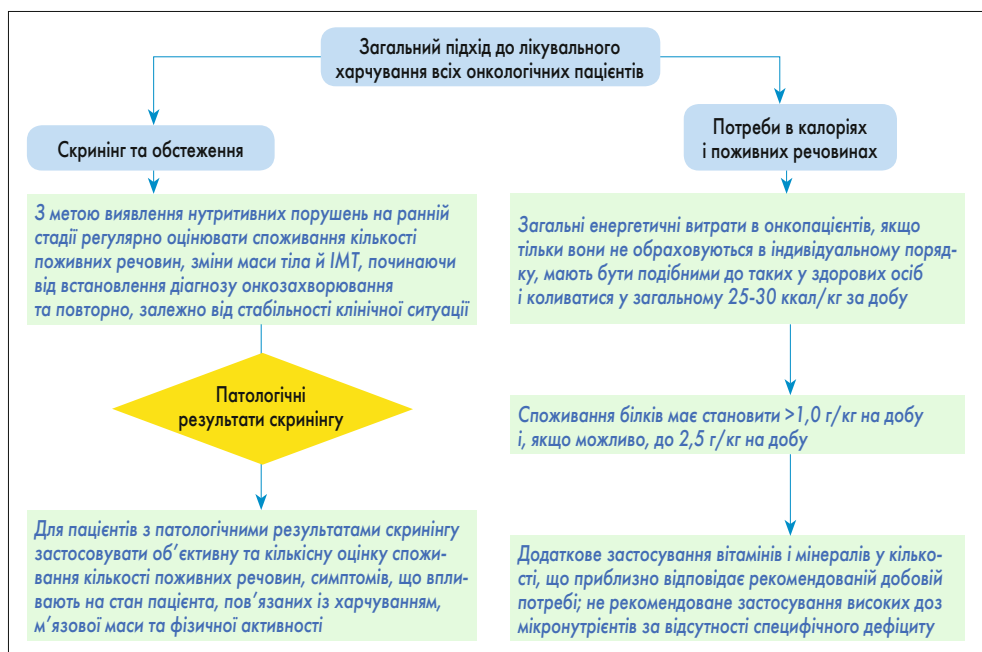 Загальний підхід до лікувального
харчування всіх онкологічних пацієнтів
Скринінг та обстеження
З метою виявлення нутритивних порушень на ранній
стадії регулярно оцінювати споживання кількості
поживних речовин, зміни маси тіла й ІМТ, починаючи
від встановлення діагнозу онкозахворювання
та повторно, залежно від стабільності клінічної ситуації
Патологічні
результати скринінгу
Для пацієнтів з патологічними результатами скринінгу
застосовувати об’єктивну та кількісну оцінку спожи-
вання кількості поживних речовин, симптомів, що впли-
вають на стан пацієнта, пов’язаних із харчуванням,
м’язової маси та фізичної активності
Потреби в калоріях
і поживних речовинах
Загальні енергетичні витрати в онкопацієнтів, якщо
тільки вони не обраховуються в індивідуальному поряд-
ку, мають бути подібними до таких у здорових осіб
і коливатися у загальному 25-30 ккал/кг за добу
Споживання білків має становити >1,0 г/кг на добу
і, якщо можливо, до 2,5 г/кг на добу
Додаткове застосування вітамінів і мінералів у кілько-
сті, що приблизно відповідає рекомендованій добовій
потребі; не рекомендоване застосування високих доз
мікронутрієнтів за відсутності специфічного дефіциту